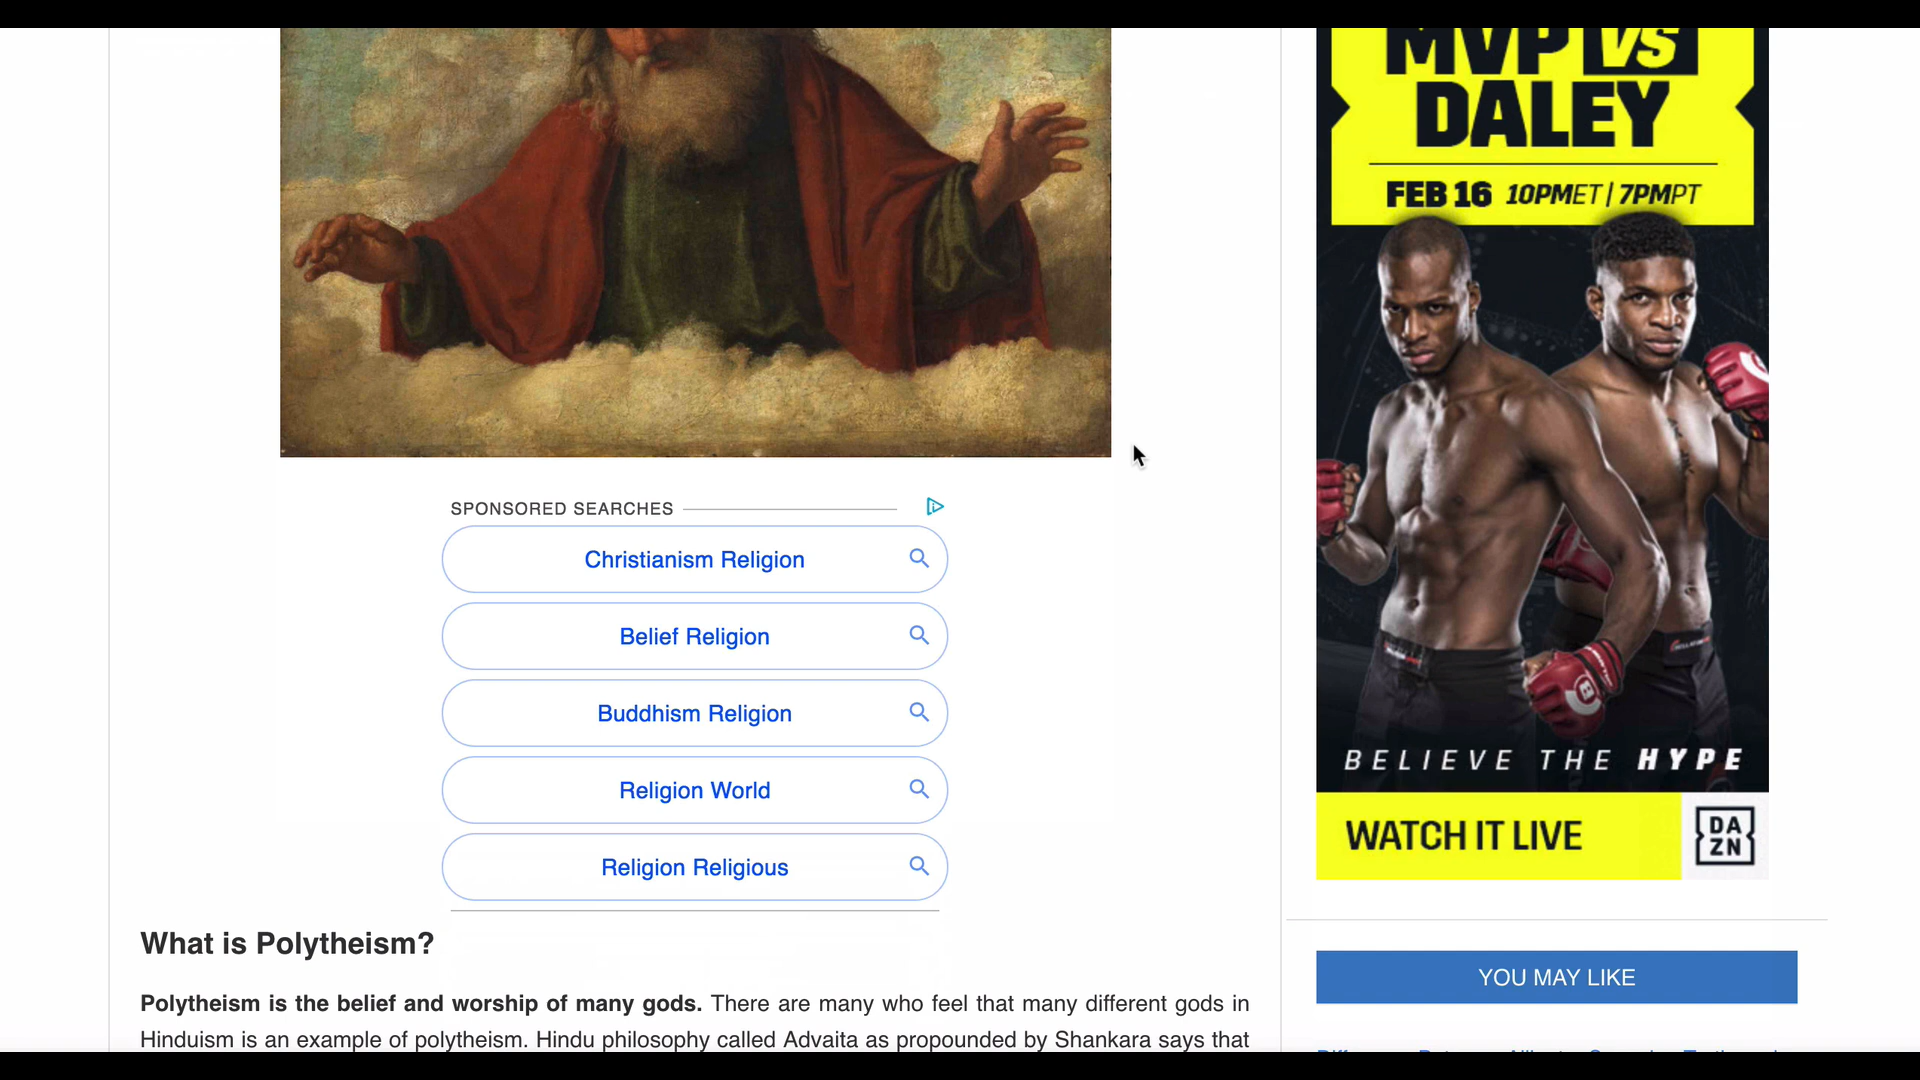 SPONSORED SEARCHES
Christianism Religion
Belief Religion
Buddhism Religion
Religion World
Religion Religious
What is Polytheism?
Polytheism is the belief and worship of many gods. There are many who feel that many different gods in
Hinduism is an example of polytheism. Hindu philosophy called Advaita as propounded by Shankara says that
MVP VS
DALEY
FEB 16 10PMET | 7PMPT
BELIEVE THE HYPE
WATCH IT LIVE
DA
ZN
YOU MAY LIKE